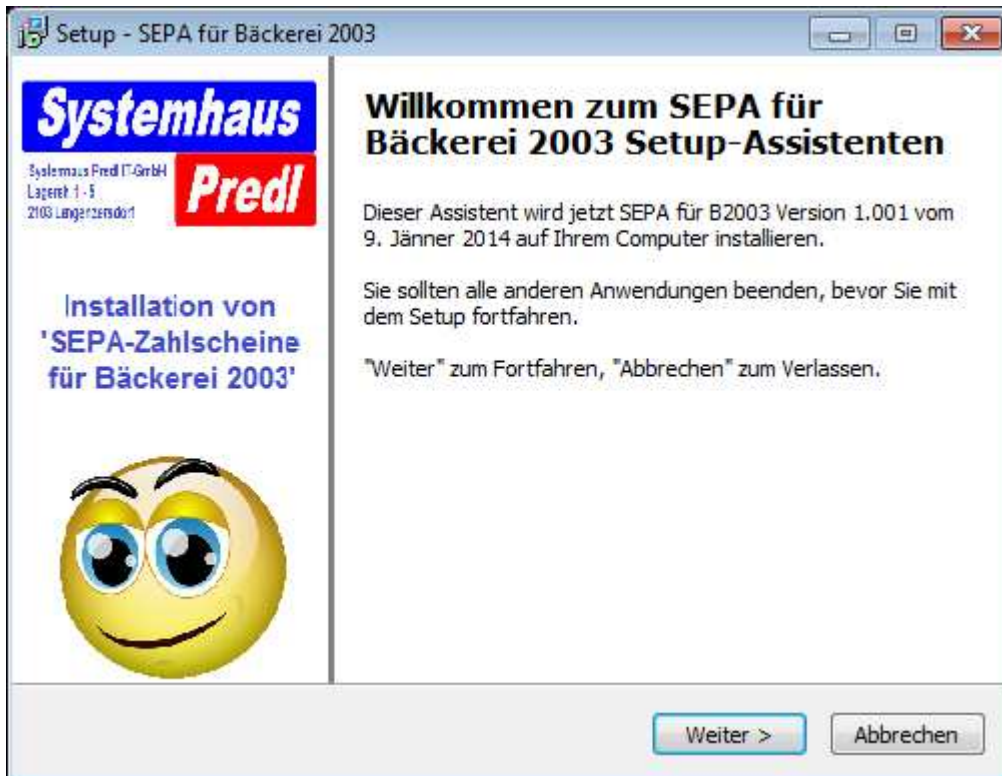 Setup - SEPA für Bäckerei 2003
Systemhaus
Predl
Systemhaus Predl IT-GmbH
2103 Langenzersdorf
Installation von
'SEPA-Zahlscheine
für Bäckerei 2003'
Willkommen zum SEPA für
Bäckerei 2003 Setup-Assistenten
Dieser Assistent wird jetzt SEPA für B2003 Version 1.001 vom
9. Jänner 2014 auf Ihrem Computer installieren.
Sie sollten alle anderen Anwendungen beenden, bevor Sie mit
dem Setup fortfahren.
"Weiter" zum Fortfahren, "Abbrechen" zum Verlassen.
Weiter >
Abbrechen